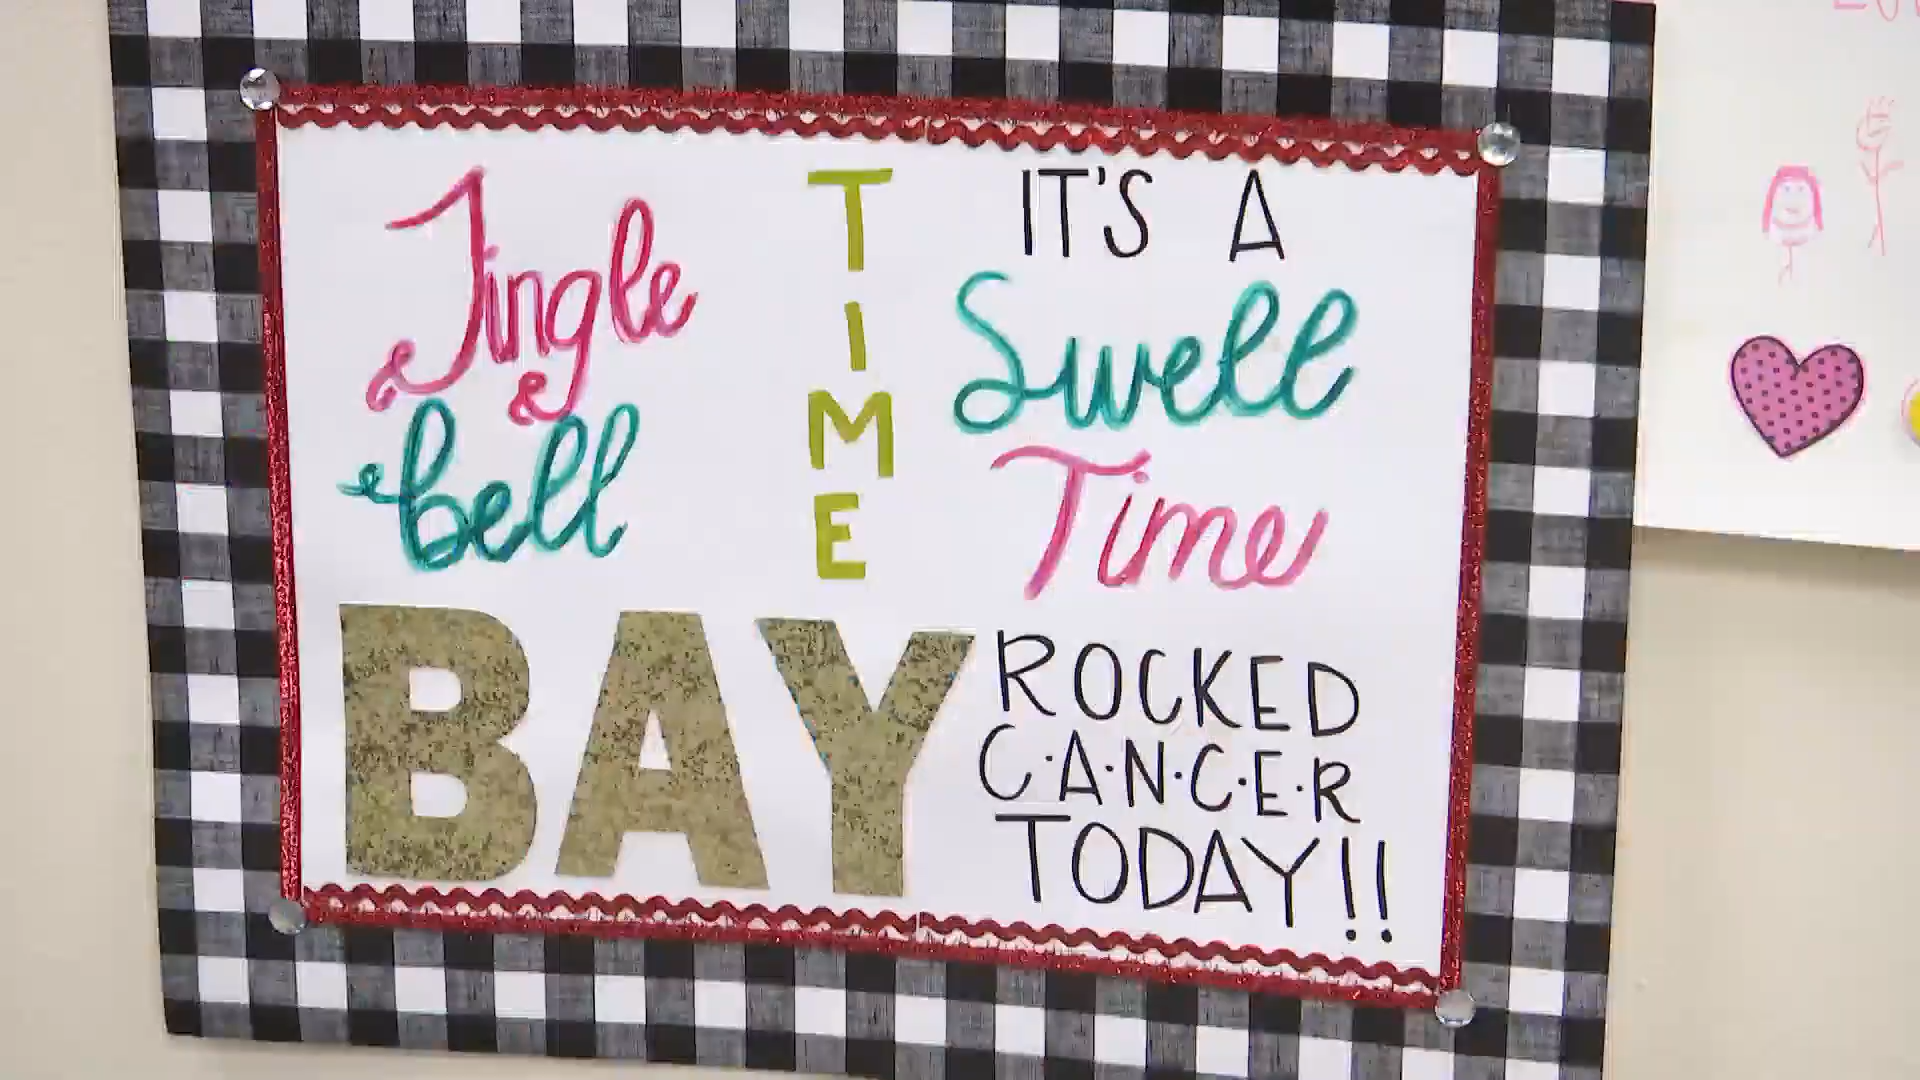 Jingle
bell
TIME
IT'S A
Swell
Time
BAY
ROCKED
C·A·N·C·E·R
TODAY!!